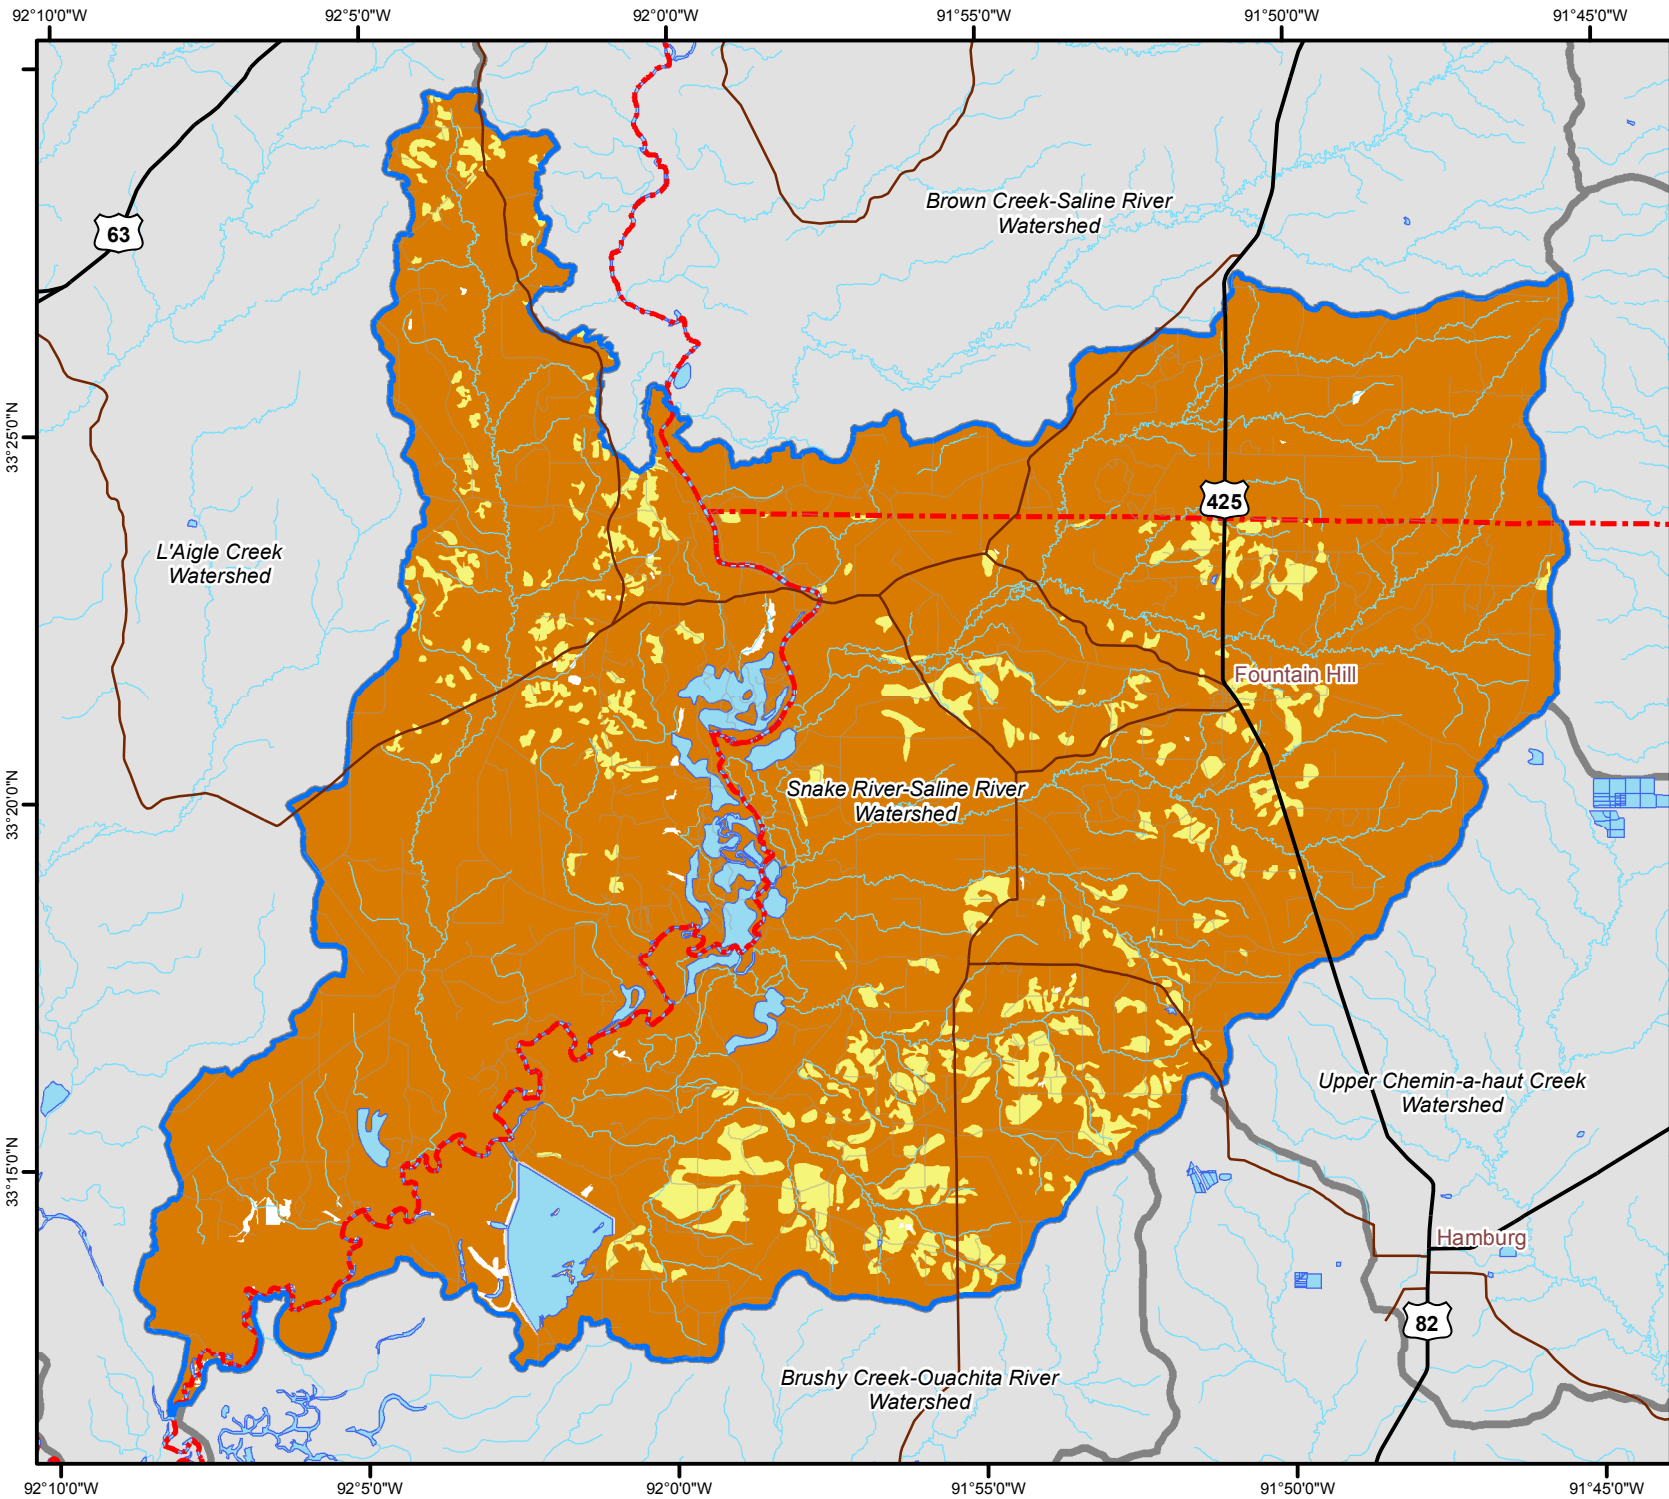 92°10'0"W
92°5'0"W
92°0'0"W
91°55'0"W
91°50'0"W
91°45'0"W
63
Brown Creek-Saline River
Watershed
33°25'0"N
425
L'Aigle Creek
Watershed
Fountain Hill
33°20'0"N
Snake River-Saline River
Watershed
Upper Chemin-a-haut Creek
Watershed
33°15'0"N
Hamburg
82
Brushy Creek-Ouachita River
Watershed
92°10'0"W
92°5'0"W
92°0'0"W
91°55'0"W
91°50'0"W
91°45'0"W